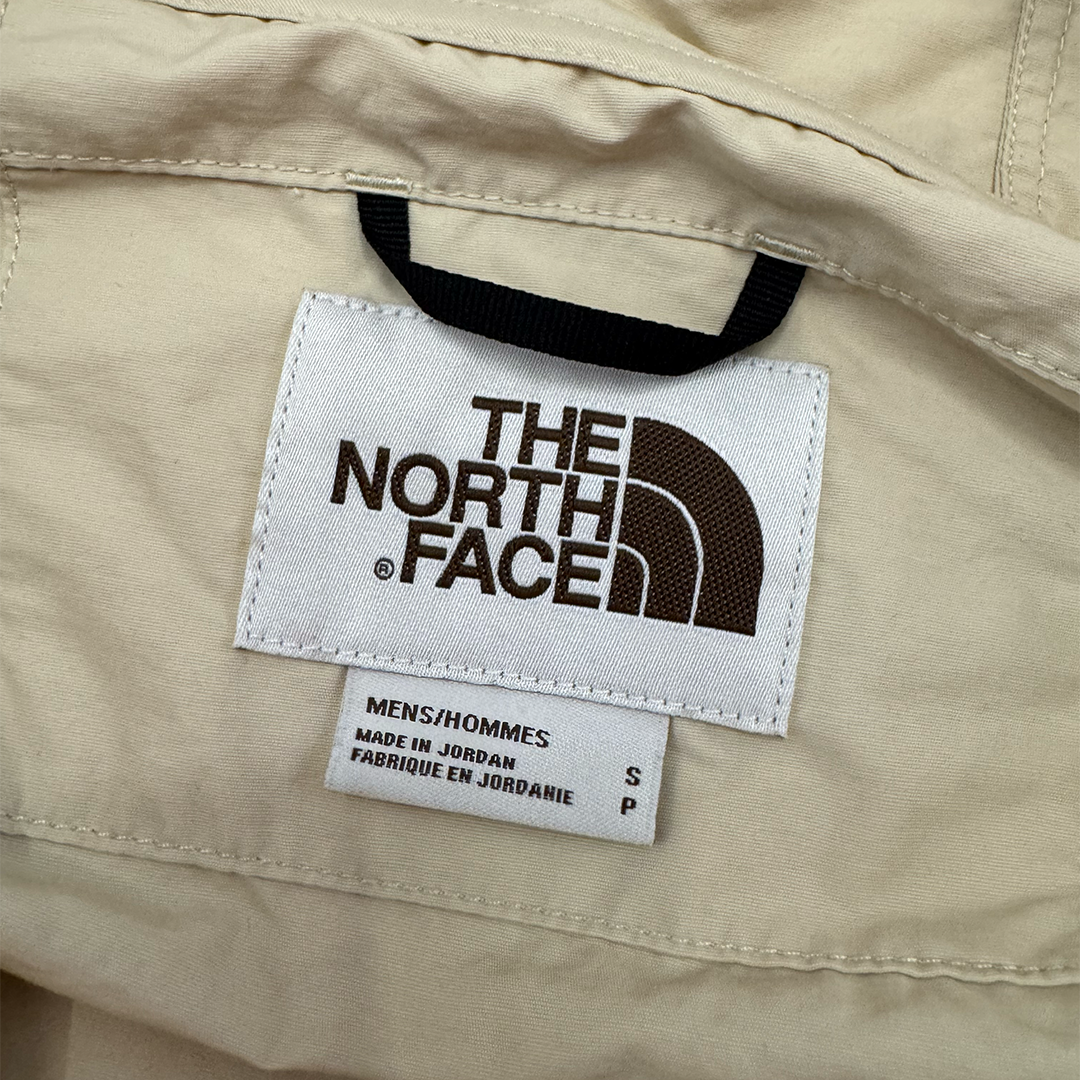 THE
NORTH
®FACE
MENS/HOMMES
MADE IN JORDAN
FABRIQUE EN JORDANIE
S
P